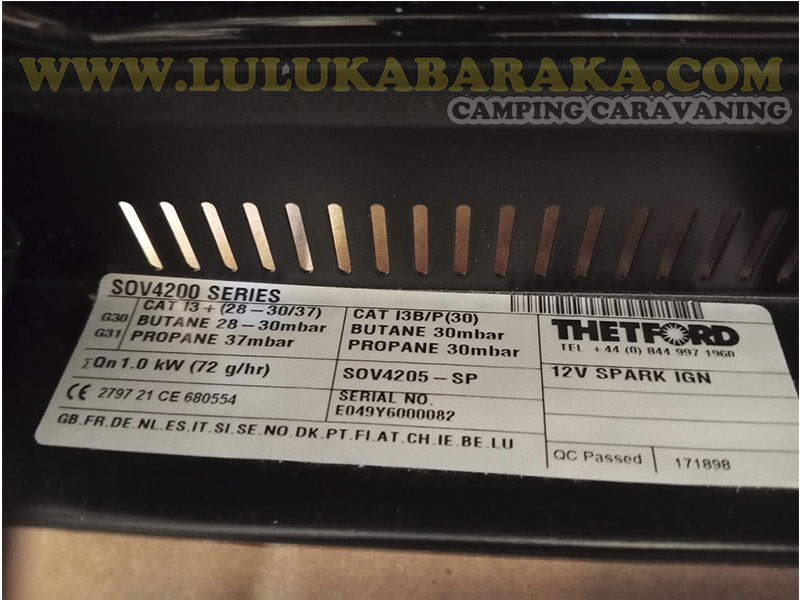 WWW.LULUKABARAKA.COM
CAMPING CARAVANING
SOV4200 SERIES
G30
G31
CAT I3+(28-30/37)
BUTANE 28-30mbar
PROPANE 37mbar
CAT I3B/P(30)
BUTANE 30mbar
PROPANE 30mbar
THETFORD
TEL +44 (0) 844 997 1960
ΣQn 1.0 kW (72 g/hr)
SOV4205-SP
12V SPARK IGN
CE 2797 21 CE 680554
SERIAL NO.
E049Y6000082
GB.FR.DE.NL.ES.IT.SI.SE.NO.DK.PT.FI.AT.CH.IE.BE.LU
QC Passed
171898